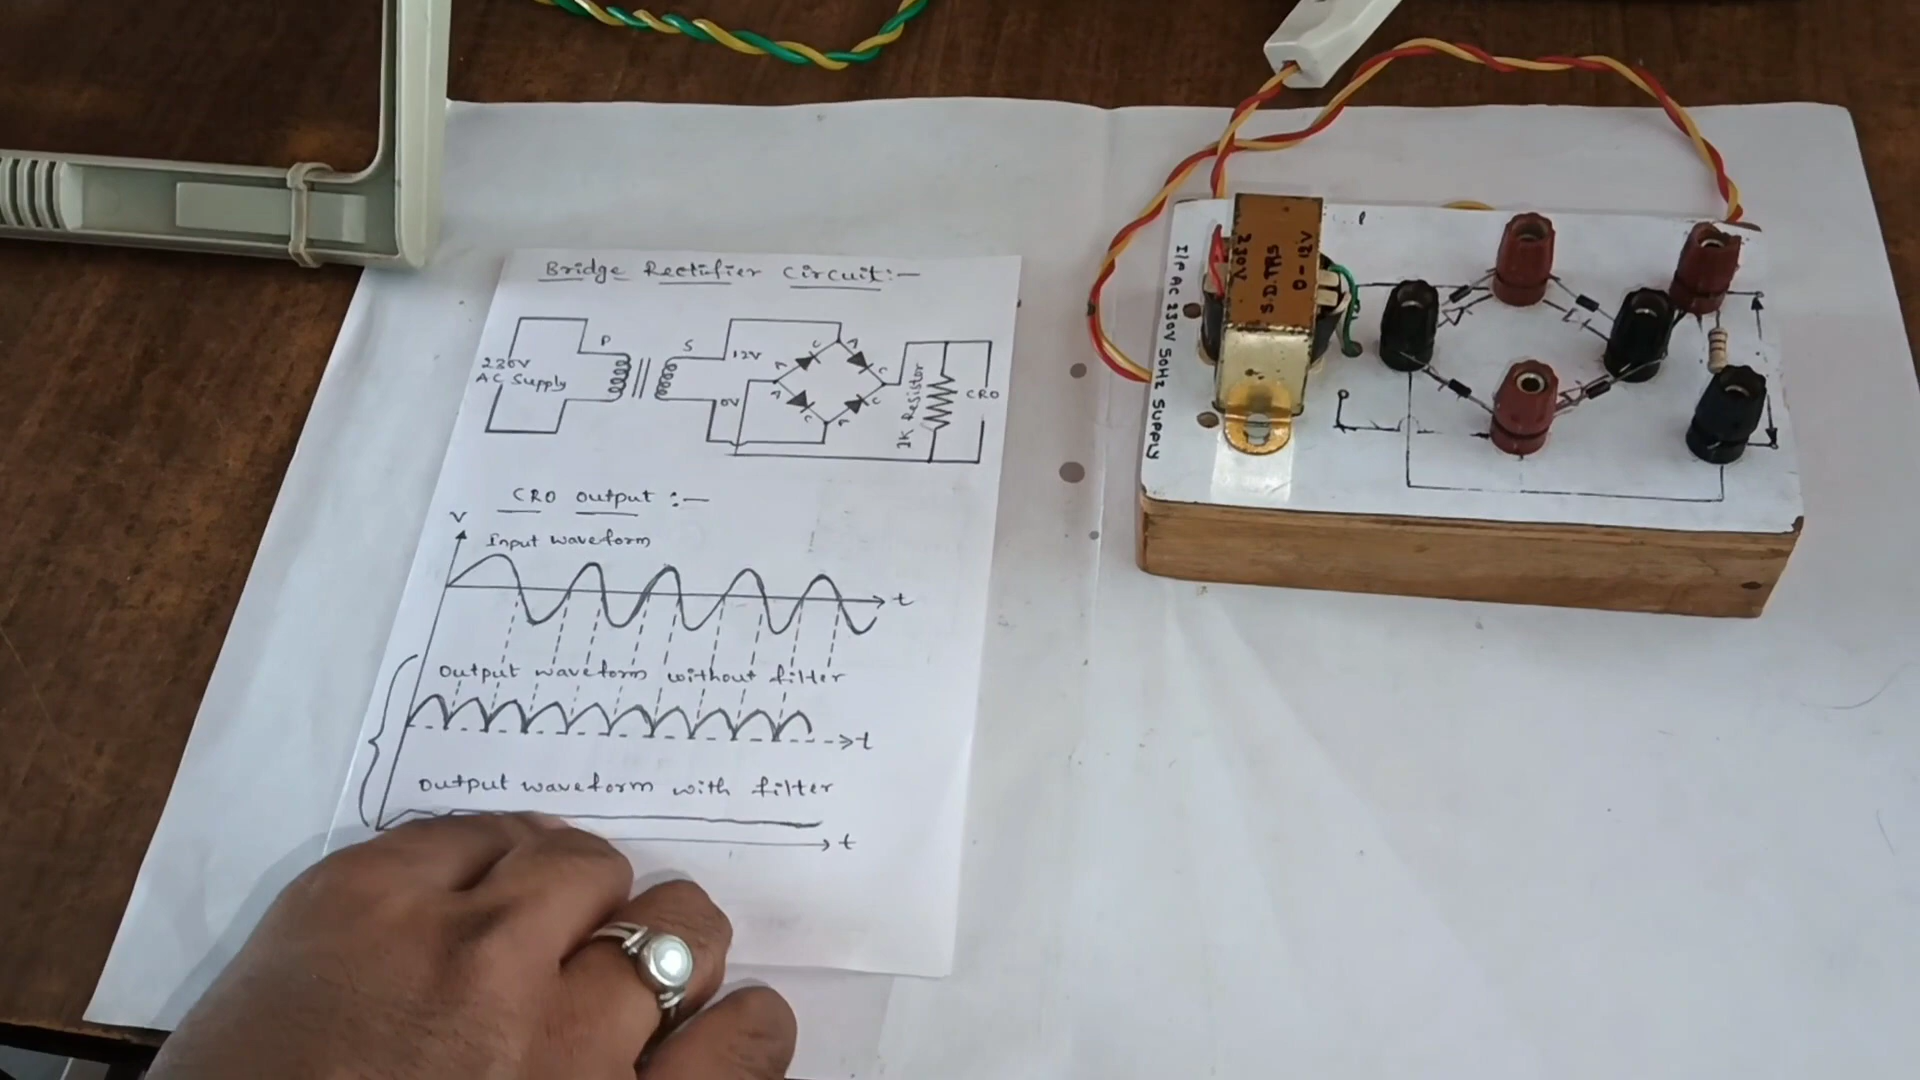 Bridge Rectifier Circuit:-
230V
AC Supply
P
S
12V
0V
A
C
A
C
A
C
C
A
1K Resistor
CRO
CRO output :-
V
Input waveform
t
Output waveform without filter
t
Output waveform with filter
t
I/P AC 230V 50Hz SUPPLY
230V
S.D.TRS
0-12V